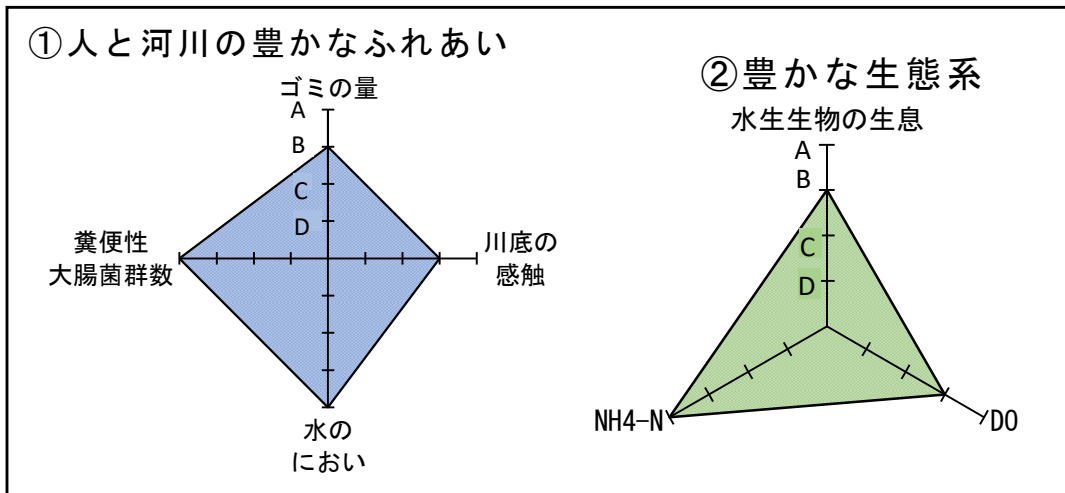 ①人と河川の豊かなふれあい
ゴミの量
A
B
C
D
糞便性
大腸菌群数
川底の
感触
水の
におい
②豊かな生態系
水生生物の生息
A
B
C
D
NH4-N
DO